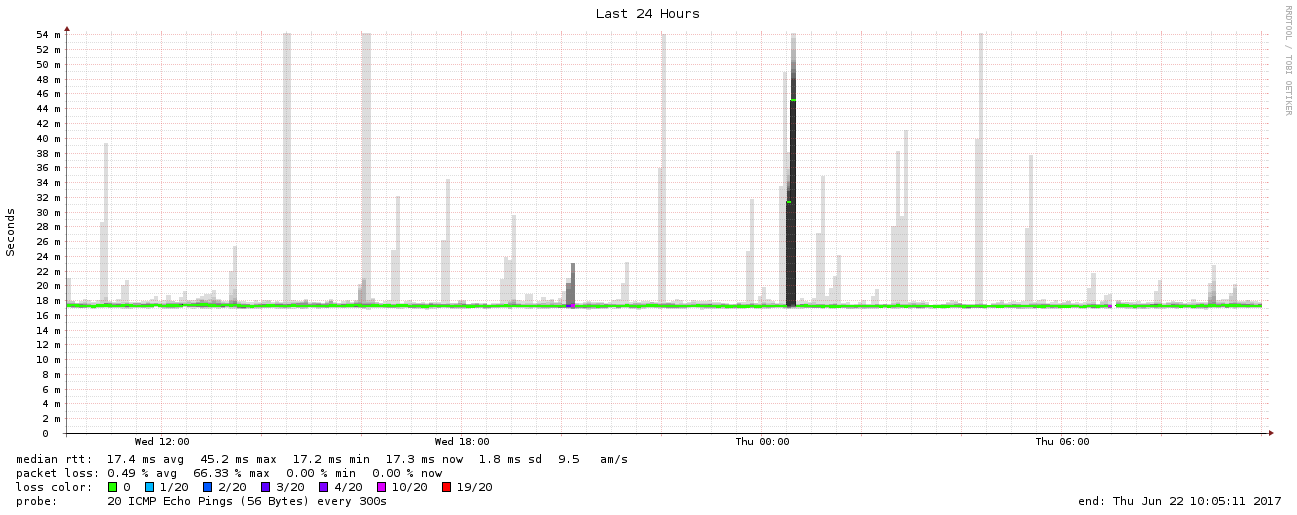 Last 24 Hours
RRDTOOL / TOBI OETIKER
Seconds
54 m
52 m
50 m
48 m
46 m
44 m
42 m
40 m
38 m
36 m
34 m
32 m
30 m
28 m
26 m
24 m
22 m
20 m
18 m
16 m
14 m
12 m
10 m
8 m
6 m
4 m
2 m
0
Wed 12:00 Wed 18:00 Thu 00:00 Thu 06:00
median rtt: 17.4 ms avg 45.2 ms max 17.2 ms min 17.3 ms now 1.8 ms sd 9.5 am/s
packet loss: 0.49 % avg 66.33 % max 0.00 % min 0.00 % now
loss color: 0 1/20 2/20 3/20 4/20 10/20 19/20
probe: 20 ICMP Echo Pings (56 Bytes) every 300s end: Thu Jun 22 10:05:11 2017